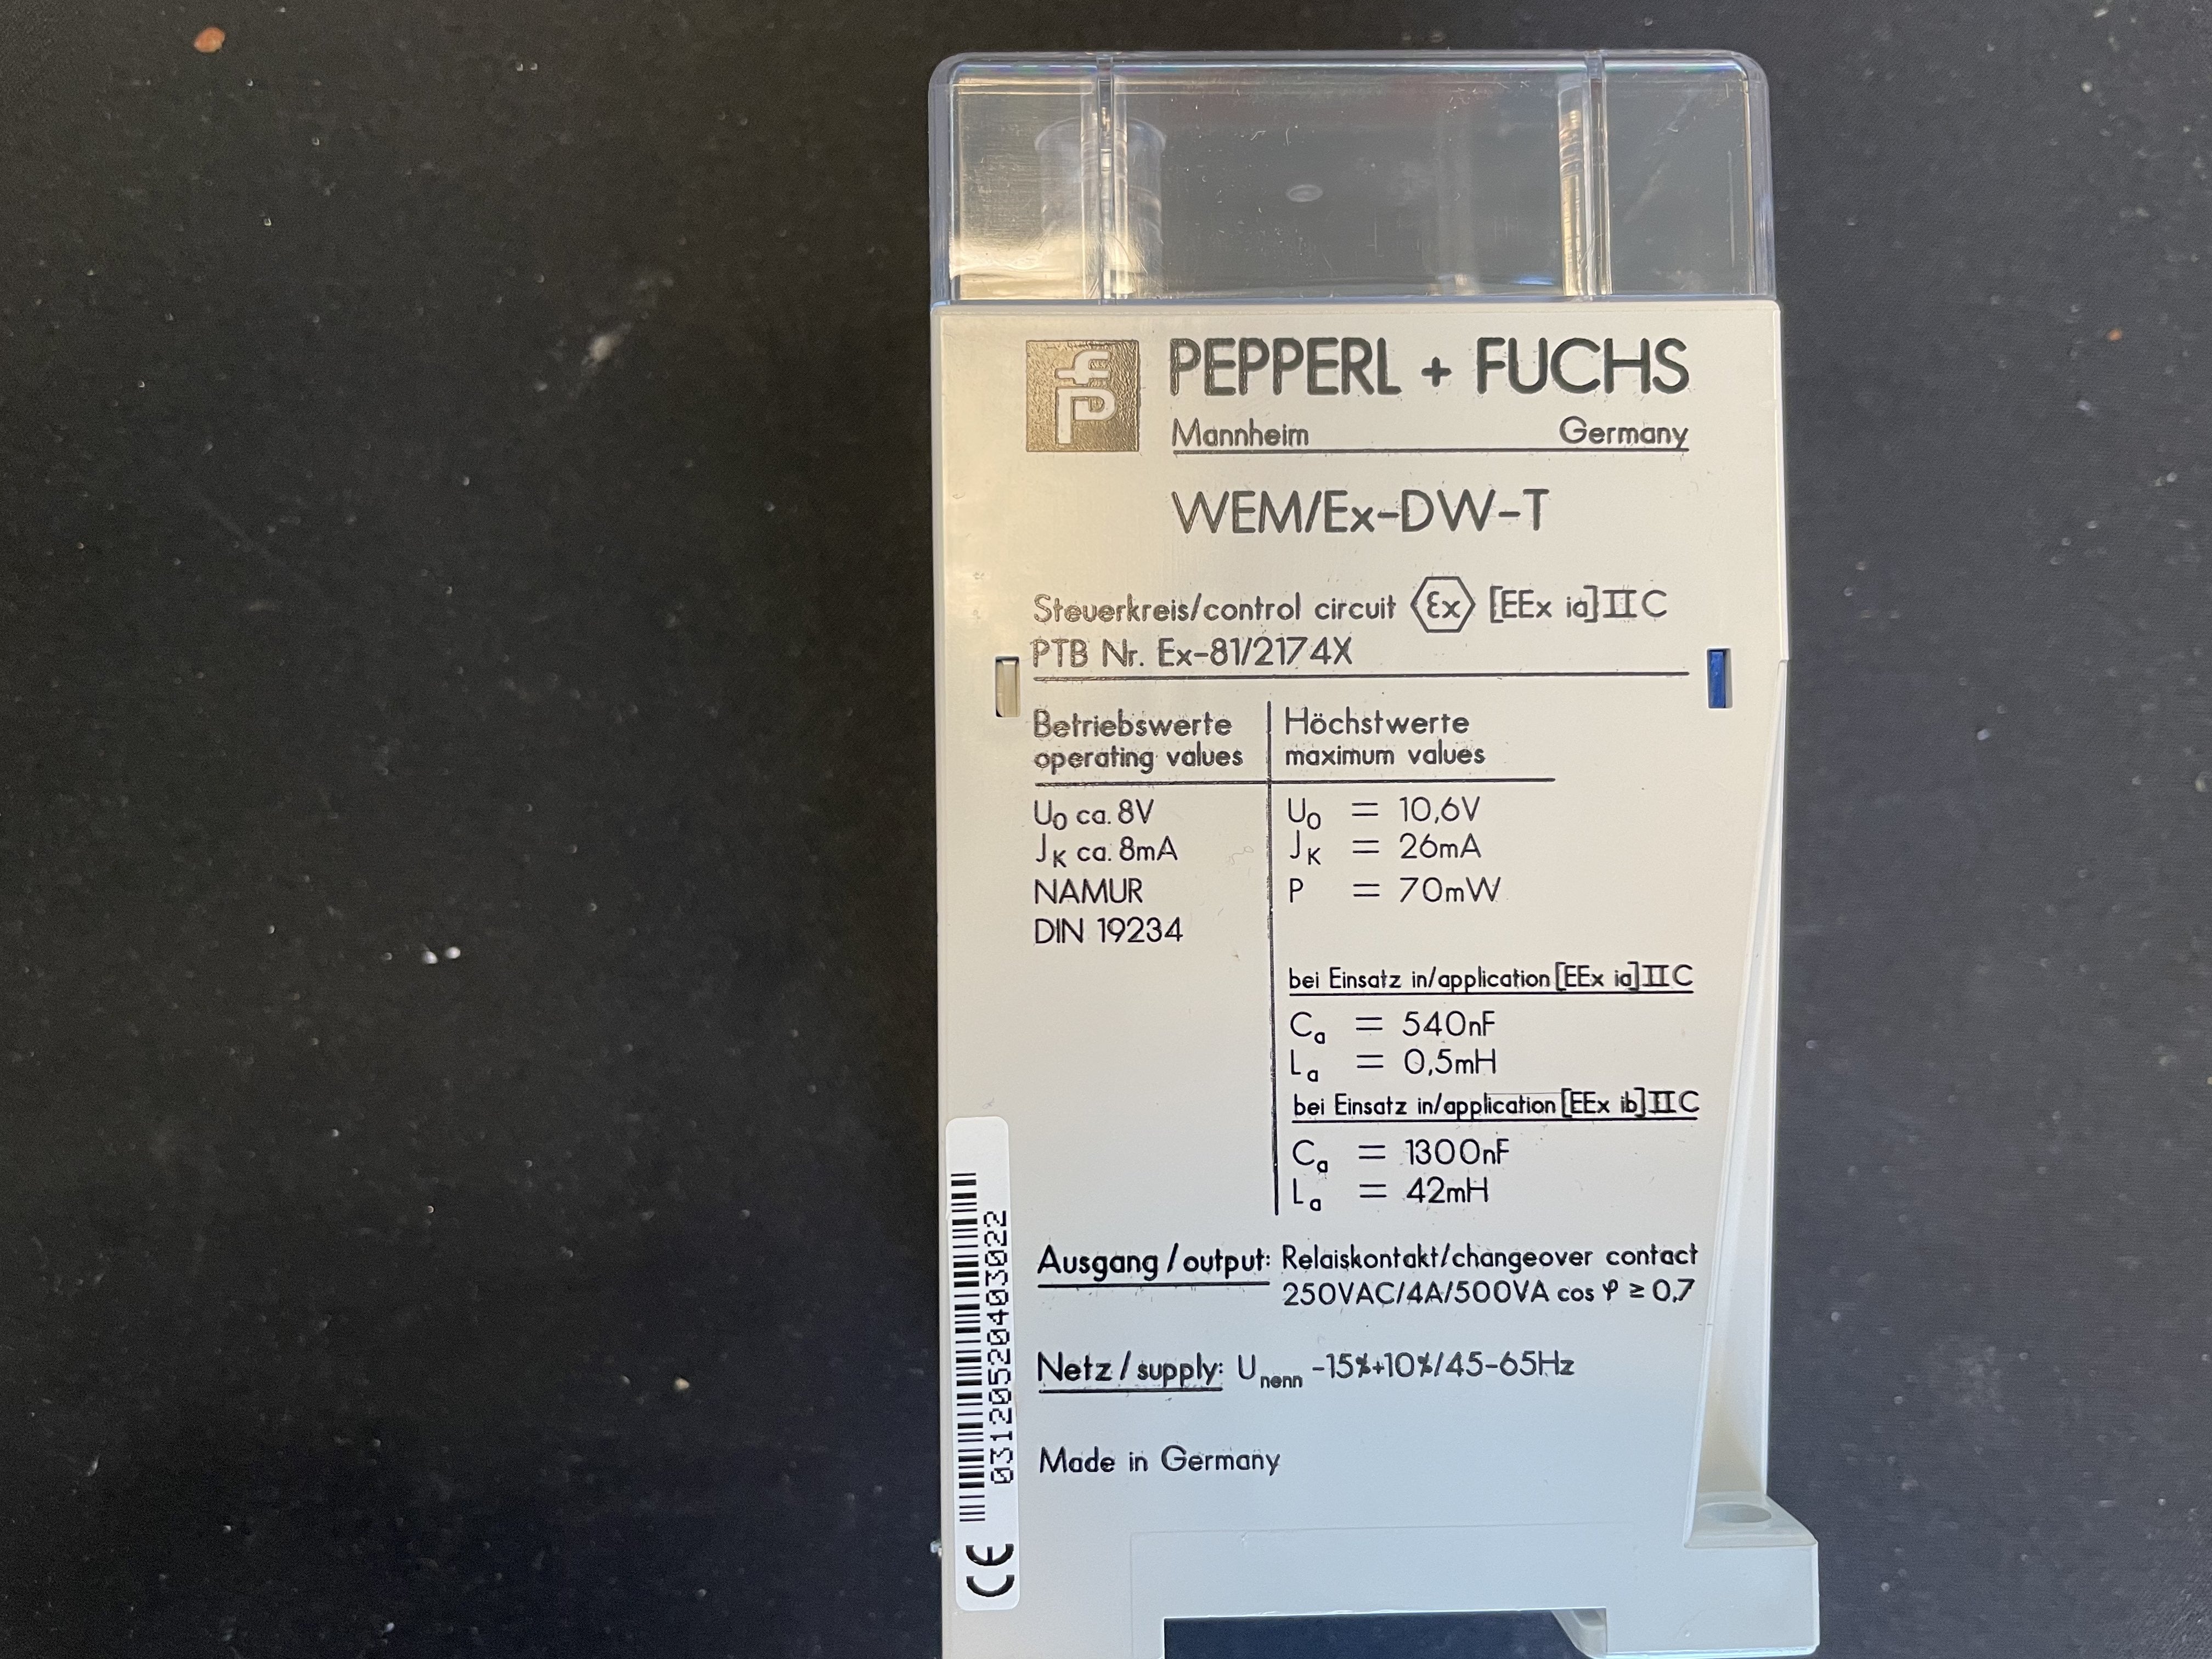 fp
PEPPERL + FUCHS
Mannheim Germany
WEM/Ex-DW-T
Steuerkreis/control circuit Ex [EEx ia] II C
PTB Nr. Ex-81/2174X
Betriebswerte
operating values
U0 ca. 8V
JK ca. 8mA
NAMUR
DIN 19234
Höchstwerte
maximum values
U0 = 10,6V
JK = 26mA
P = 70mW
bei Einsatz in/application [EEx ia] II C
Ca = 540nF
La = 0,5mH
bei Einsatz in/application [EEx ib] II C
Ca = 1300nF
La = 42mH
Ausgang / output: Relaiskontakt/changeover contact
250VAC/4A/500VA cos φ ≥ 0,7
Netz / supply: Unenn -15%+10%/45-65Hz
Made in Germany
CE
03120520403022